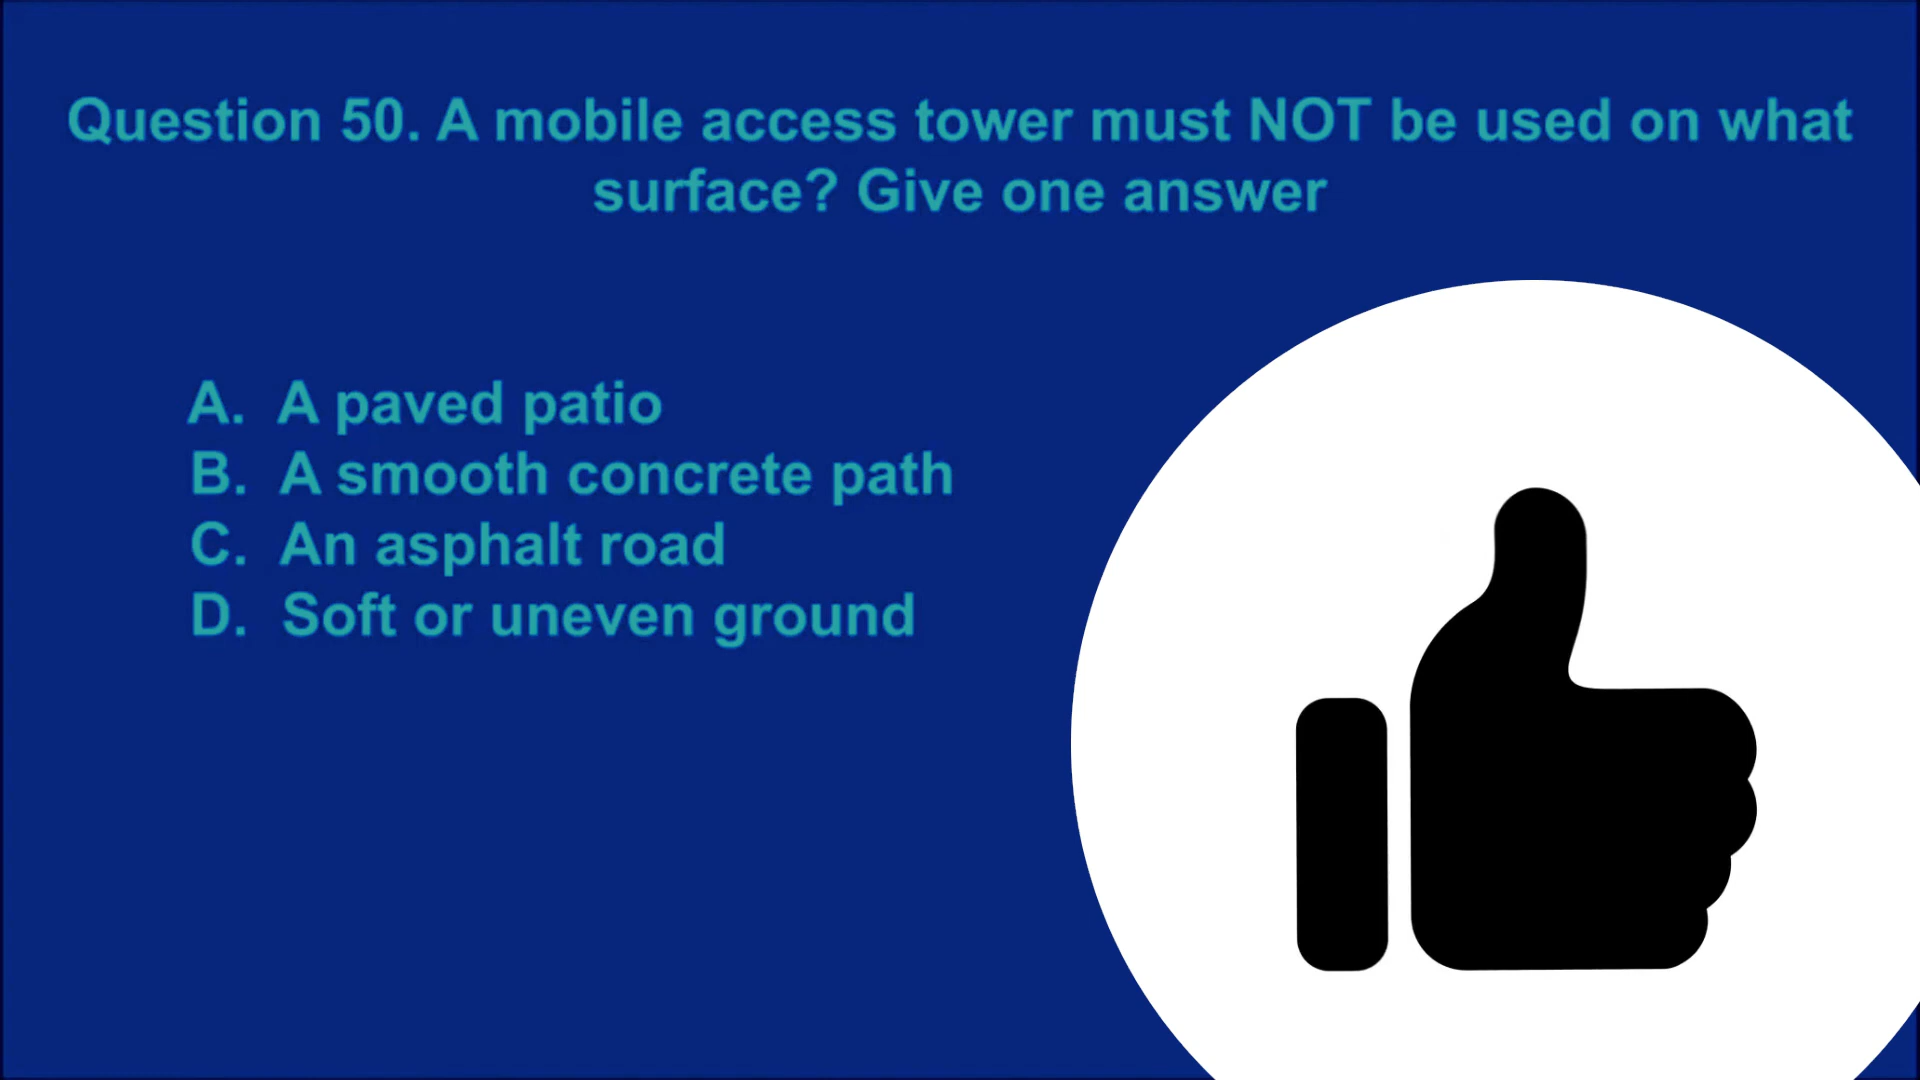 Question 50. A mobile access tower must NOT be used on what
surface? Give one answer
A. A paved patio
B. A smooth concrete path
C. An asphalt road
D. Soft or uneven ground